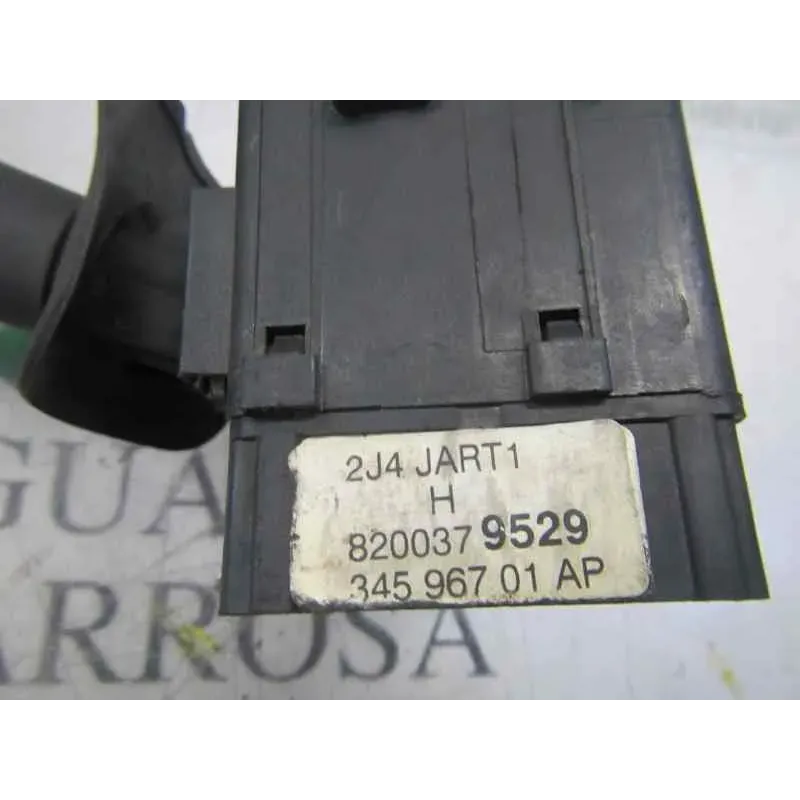 2J4 JART1
H
8200379529
345 967 01 AP
GUA
ARROSA